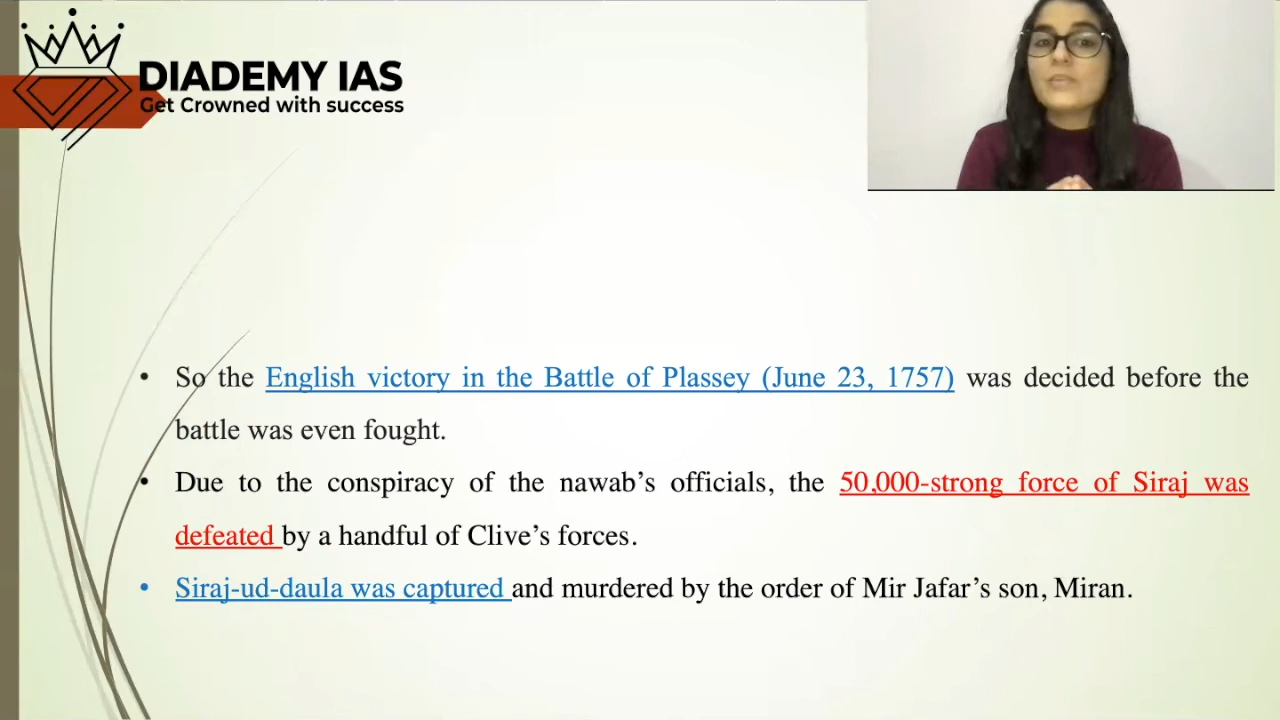 DIADEMY IAS
Get Crowned with success
• So the English victory in the Battle of Plassey (June 23, 1757) was decided before the
battle was even fought.
• Due to the conspiracy of the nawab’s officials, the 50,000-strong force of Siraj was
defeated by a handful of Clive’s forces.
• Siraj-ud-daula was captured and murdered by the order of Mir Jafar’s son, Miran.